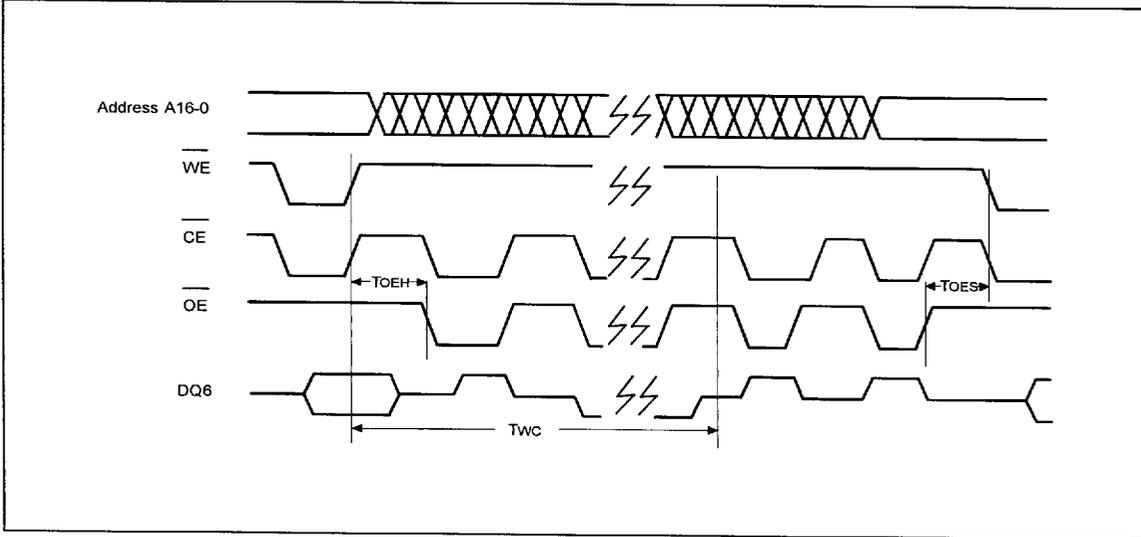 Address A16-0
WE
CE
TOEH
TOES
OE
DQ6
TWC